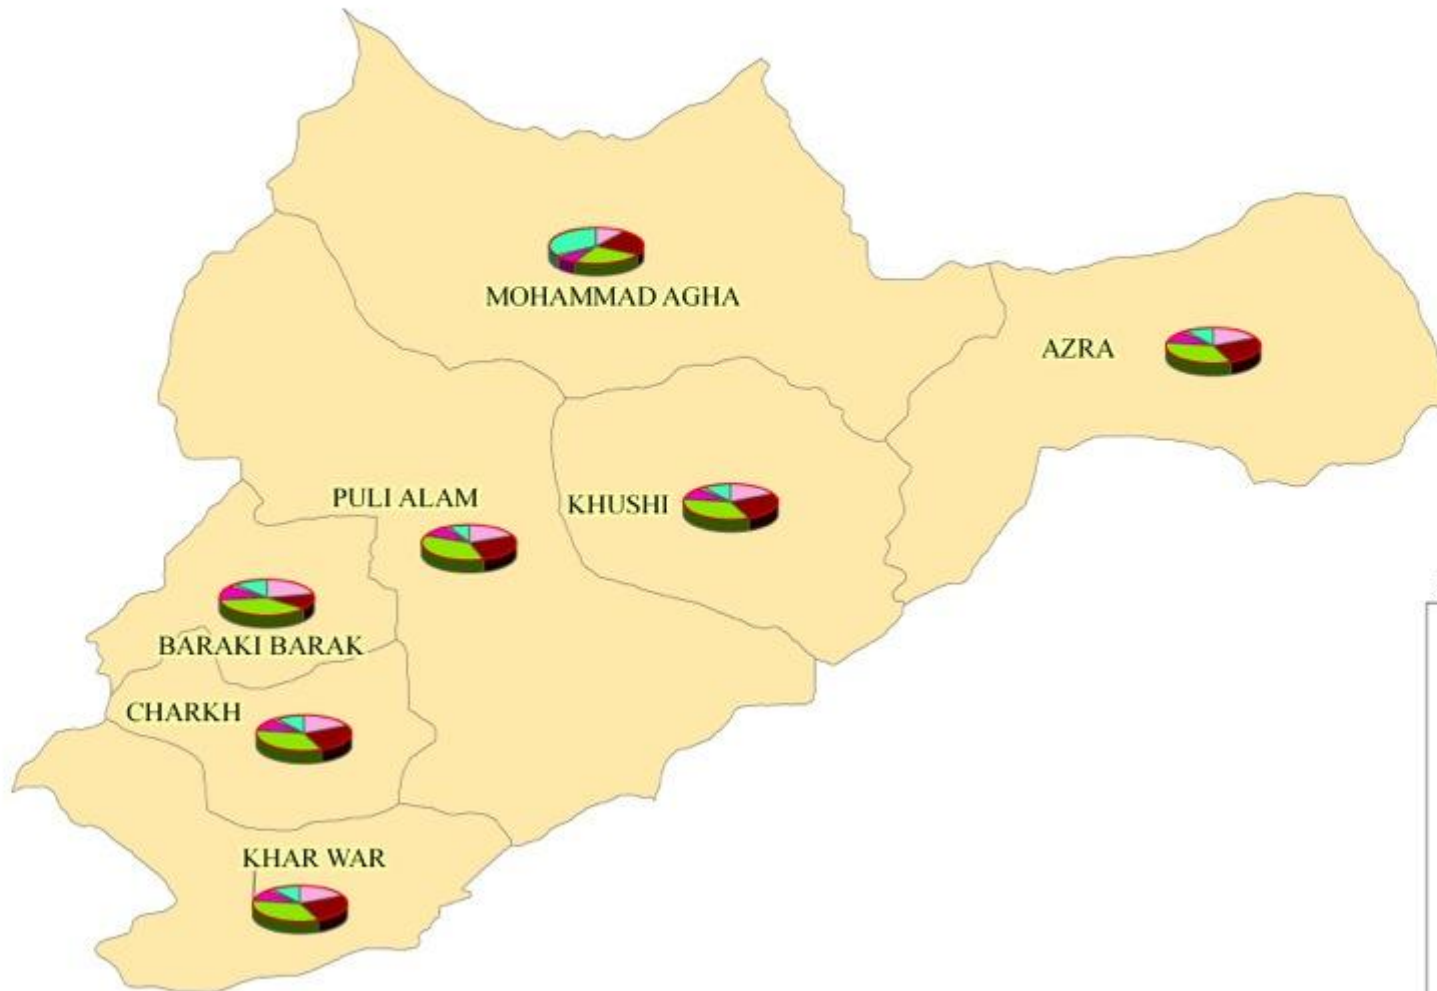 MOHAMMAD AGHA
AZRA
PULI ALAM
KHUSHI
BARAKI BARAK
CHARKH
KHAR WAR